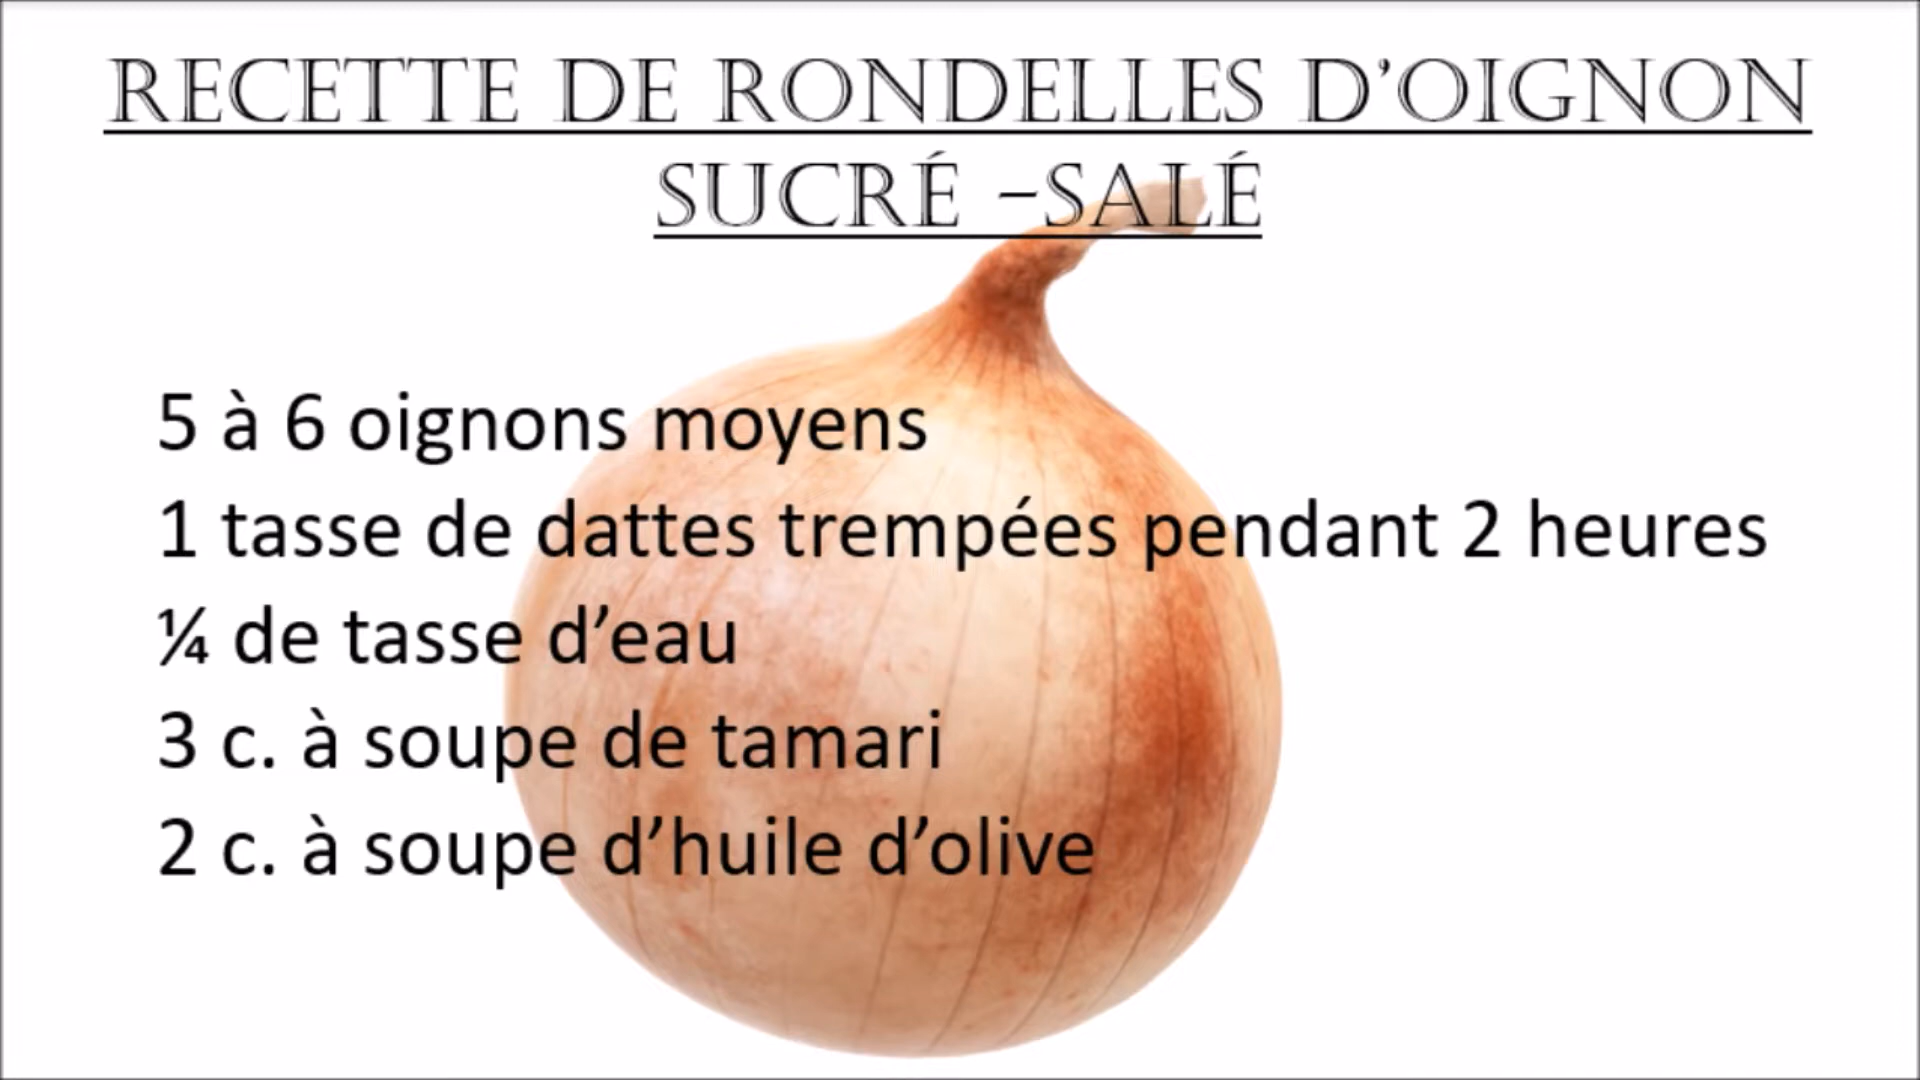 RECETTE DE RONDELLES D’OIGNON
SUCRÉ –SALÉ
5 à 6 oignons moyens
1 tasse de dattes trempées pendant 2 heures
¼ de tasse d’eau
3 c. à soupe de tamari
2 c. à soupe d’huile d’olive